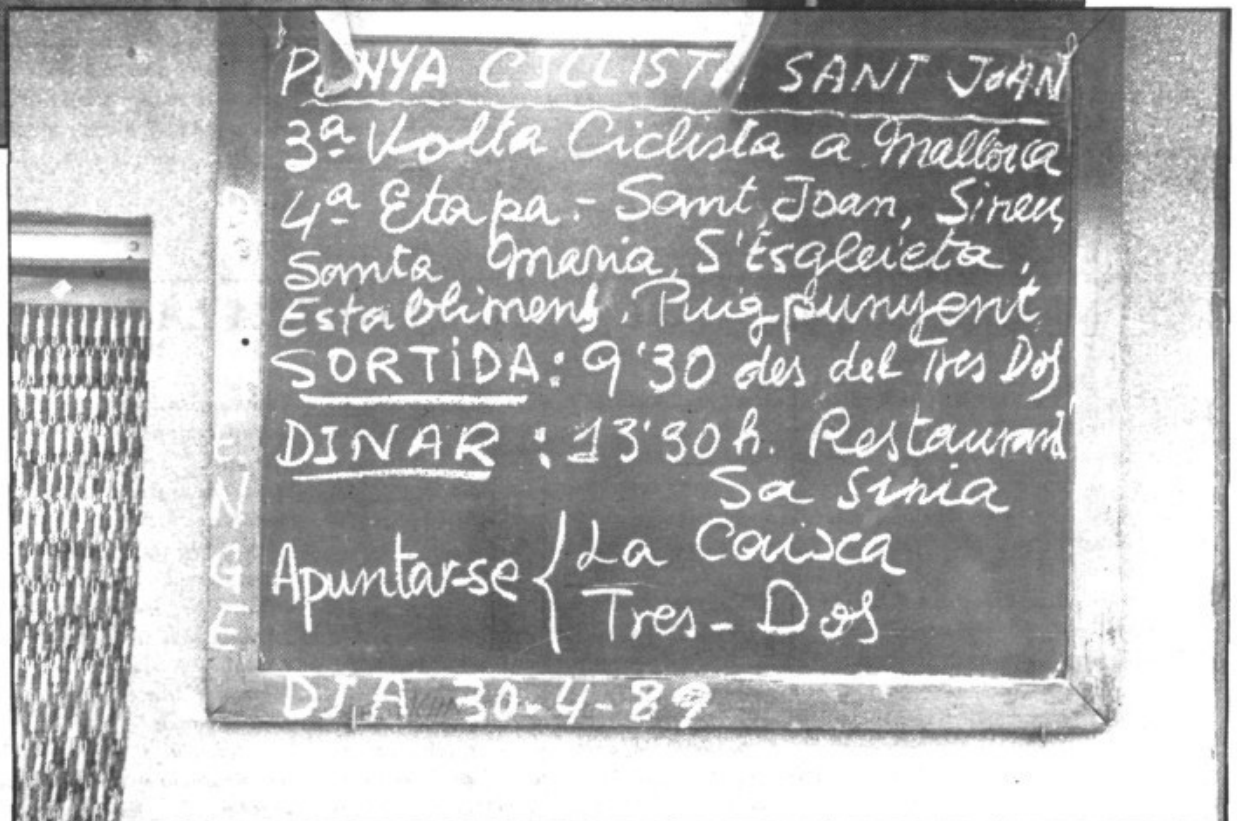 PENYA CICLISTA SANT JOAN
3ª Volta Ciclista a Mallorca
4ª Etapa - Sant Joan, Sineu,
Santa Maria, S'Esgleieta,
Establiments, Puigpunyent
SORTIDA: 9'30 des del Tres Dos
DINAR: 13'30 h. Restaurant
Sa Sinia
Apuntar-se { La
Tres-Dos
DIA 30-4-89
ENGE